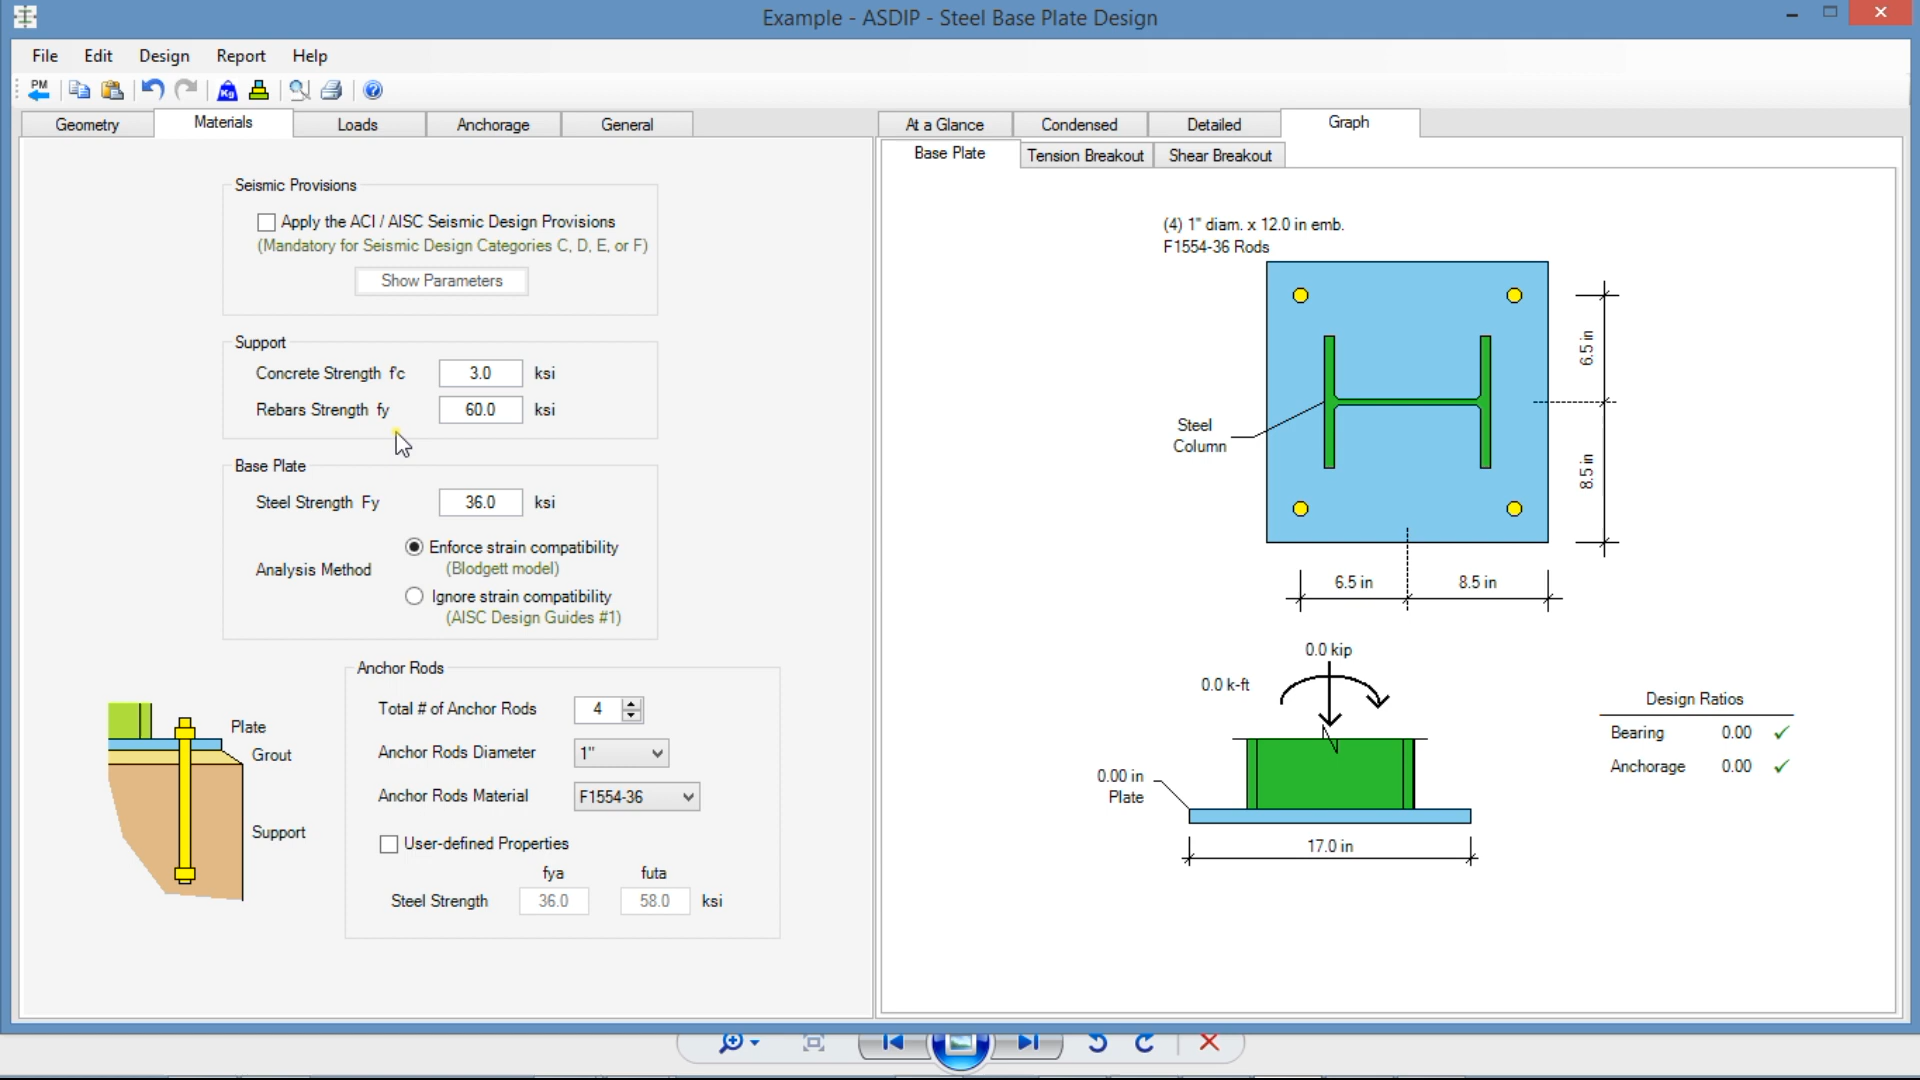 Example - ASDIP - Steel Base Plate Design
File Edit Design Report Help
PM Kg
Geometry Materials Loads Anchorage General
Seismic Provisions
Apply the ACI / AISC Seismic Design Provisions
(Mandatory for Seismic Design Categories C, D, E, or F)
Show Parameters
Support
Concrete Strength f'c 3.0 ksi
Rebars Strength fy 60.0 ksi
Base Plate
Steel Strength Fy 36.0 ksi
Analysis Method
Enforce strain compatibility
(Blodgett model)
Ignore strain compatibility
(AISC Design Guides #1)
Anchor Rods
Total # of Anchor Rods 4
Anchor Rods Diameter 1"
Anchor Rods Material F1554-36
User-defined Properties
fya futa
Steel Strength 36.0 58.0 ksi
Plate
Grout
Support
At a Glance Condensed Detailed Graph
Base Plate Tension Breakout Shear Breakout
(4) 1" diam. x 12.0 in emb.
F1554-36 Rods
Steel
Column
6.5 in
8.5 in
6.5 in 8.5 in
0.0 kip
0.0 k-ft
0.00 in
Plate
17.0 in
Design Ratios
Bearing 0.00 ✓
Anchorage 0.00 ✓